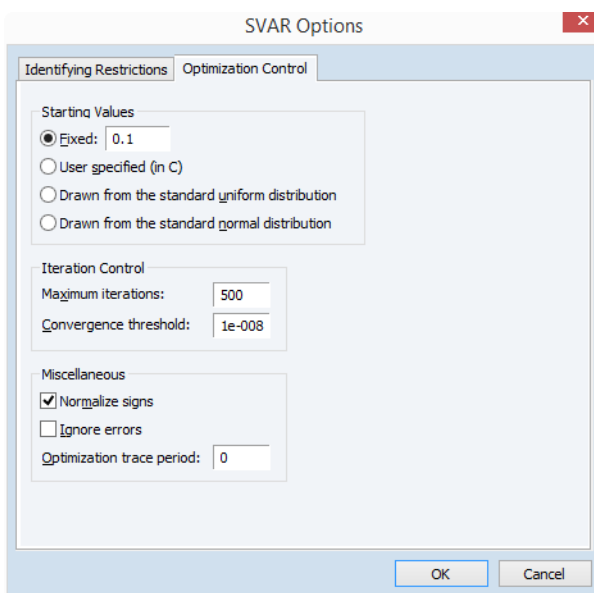 SVAR Options
Identifying Restrictions Optimization Control
Starting Values
Fixed: 0.1
User specified (in C)
Drawn from the standard uniform distribution
Drawn from the standard normal distribution
Iteration Control
Maximum iterations: 500
Convergence threshold: 1e-008
Miscellaneous
Normalize signs
Ignore errors
Optimization trace period: 0
OK Cancel